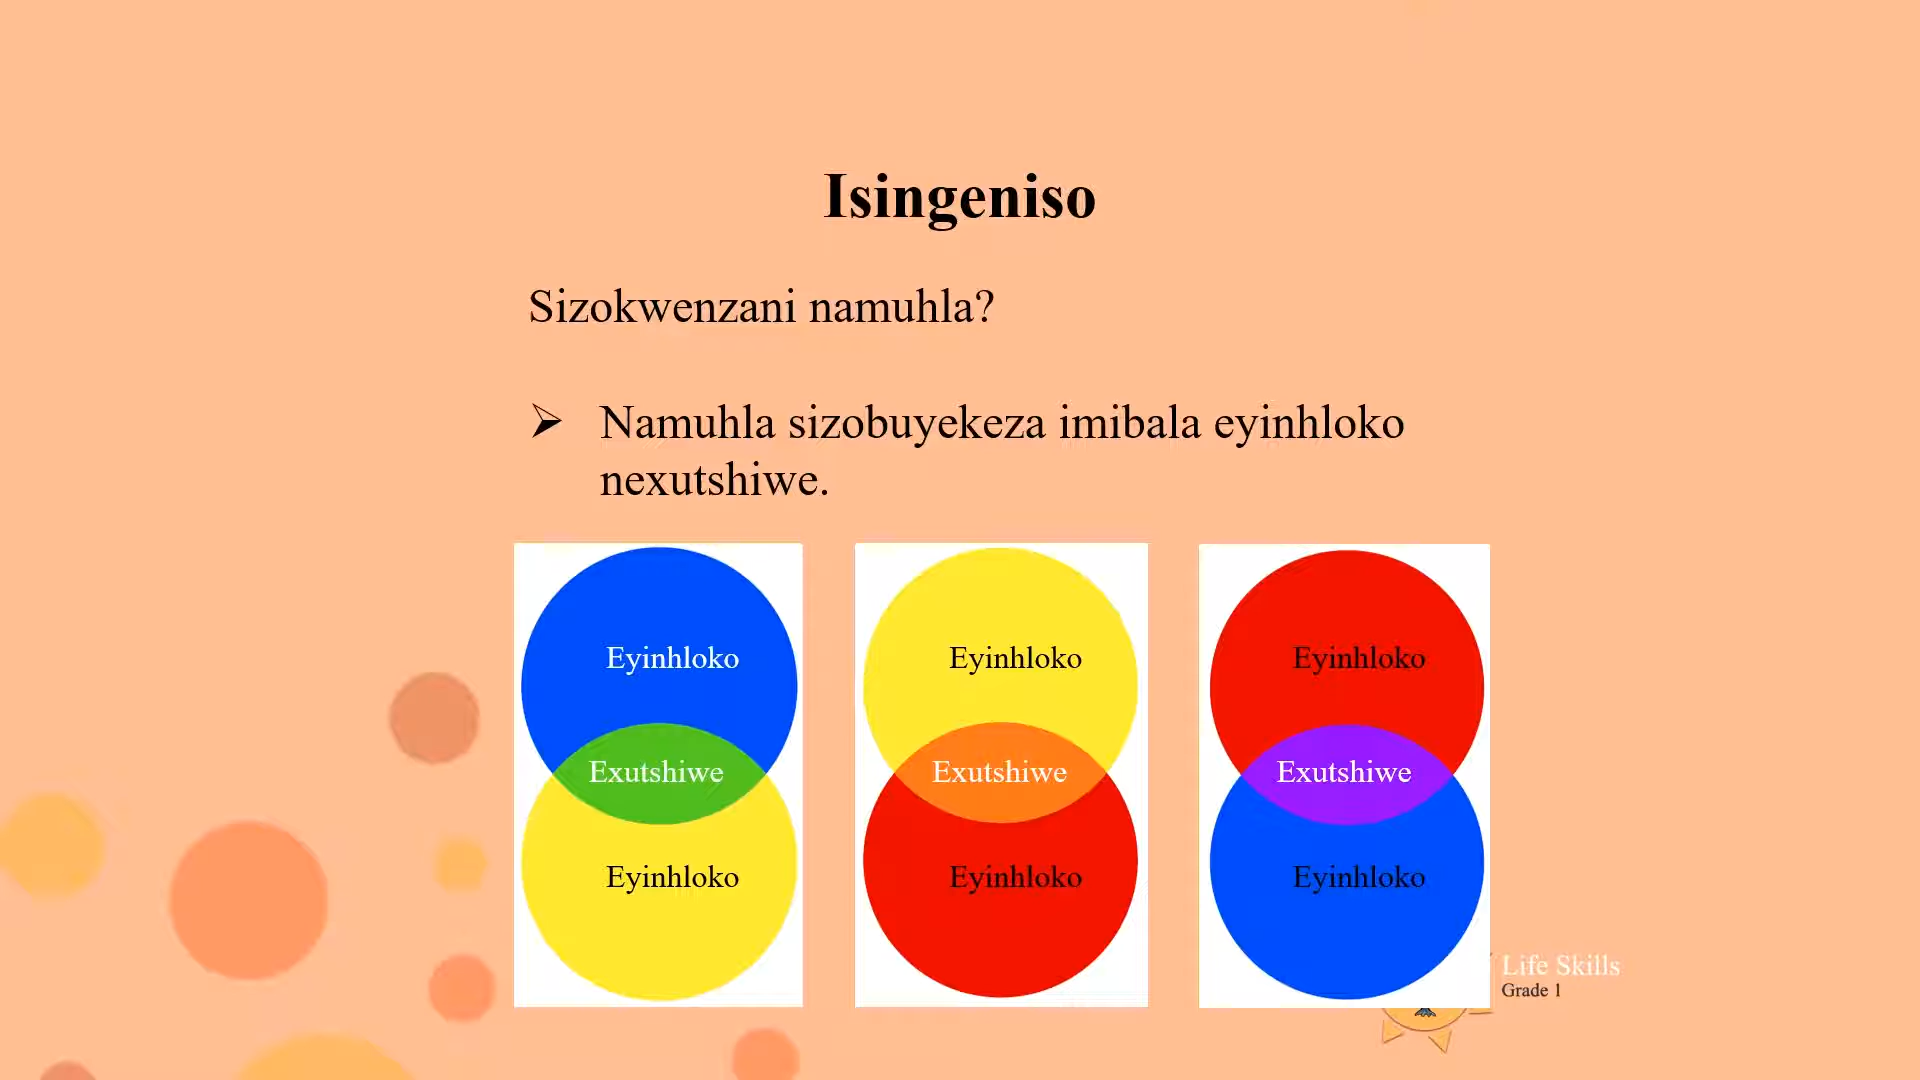 Isingeniso
Sizokwenzani namuhla?
➢ Namuhla sizobuyekeza imibala eyinhloko
nexutshiwe.
Eyinhloko
Exutshiwe
Eyinhloko
Eyinhloko
Exutshiwe
Eyinhloko
Eyinhloko
Exutshiwe
Eyinhloko
Life Skills
Grade 1